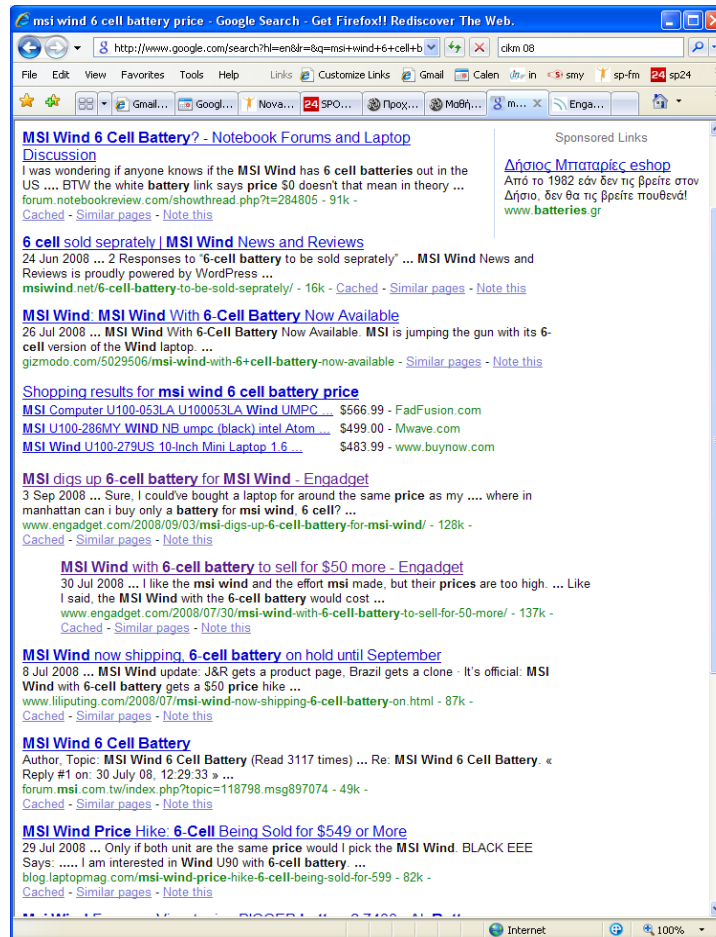 msi wind 6 cell battery price - Google Search - Get Firefox!! Rediscover The Web.
http://www.google.com/search?hl=en&lr=&q=msi+wind+6+cell+b
cikm 08
File Edit View Favorites Tools Help Links Customize Links Gmail Calen in smy sp-fm sp24
Gmail... Googl... Nova... SPO... Προχ... Μαθή... m... Enga...
MSI Wind 6 Cell Battery? - Notebook Forums and Laptop
Discussion
I was wondering if anyone knows if the MSI Wind has 6 cell batteries out in the
US .... BTW the white battery link says price $0 doesn't that mean in theory ...
forum.notebookreview.com/showthread.php?t=284805 - 91k -
Cached - Similar pages - Note this
Sponsored Links
Δήσιος Μπαταρίες eshop
Από το 1982 εάν δεν τις βρείτε στον
Δήσιο, δεν θα τις βρείτε πουθενά!
www.batteries.gr
6 cell sold seprately | MSI Wind News and Reviews
24 Jun 2008 ... 2 Responses to “6-cell battery to be sold seprately” ... MSI Wind News and
Reviews is proudly powered by WordPress ...
msiwind.net/6-cell-battery-to-be-sold-seprately/ - 16k - Cached - Similar pages - Note this
MSI Wind: MSI Wind With 6-Cell Battery Now Available
26 Jul 2008 ... MSI Wind With 6-Cell Battery Now Available. MSI is jumping the gun with its 6-
cell version of the Wind laptop. ...
gizmodo.com/5029506/msi-wind-with-6+cell-battery-now-available - Similar pages - Note this
Shopping results for msi wind 6 cell battery price
MSI Computer U100-053LA U100053LA Wind UMPC ... $566.99 - FadFusion.com
MSI U100-286MY WIND NB umpc (black) intel Atom ... $499.00 - Mwave.com
MSI Wind U100-279US 10-Inch Mini Laptop 1.6 ... $483.99 - www.buynow.com
MSI digs up 6-cell battery for MSI Wind - Engadget
3 Sep 2008 ... Sure, I could've bought a laptop for around the same price as my .... where in
manhattan can i buy only a battery for msi wind, 6 cell? ...
www.engadget.com/2008/09/03/msi-digs-up-6-cell-battery-for-msi-wind/ - 128k -
Cached - Similar pages - Note this
MSI Wind with 6-cell battery to sell for $50 more - Engadget
30 Jul 2008 ... I like the msi wind and the effort msi made, but their prices are too high. ... Like
I said, the MSI Wind with the 6-cell battery would cost ...
www.engadget.com/2008/07/30/msi-wind-with-6-cell-battery-to-sell-for-50-more/ - 137k -
Cached - Similar pages - Note this
MSI Wind now shipping, 6-cell battery on hold until September
8 Jul 2008 ... MSI Wind update: J&R gets a product page, Brazil gets a clone · It's official: MSI
Wind with 6-cell battery gets a $50 price hike ...
www.liliputing.com/2008/07/msi-wind-now-shipping-6-cell-battery-on.html - 87k -
Cached - Similar pages - Note this
MSI Wind 6 Cell Battery
Author, Topic: MSI Wind 6 Cell Battery (Read 3117 times) ... Re: MSI Wind 6 Cell Battery. «
Reply #1 on: 30 July 08, 12:29:33 » ...
forum.msi.com.tw/index.php?topic=118798.msg897074 - 49k -
Cached - Similar pages - Note this
MSI Wind Price Hike: 6-Cell Being Sold for $549 or More
29 Jul 2008 ... Only if both unit are the same price would I pick the MSI Wind. BLACK EEE
Says: ..... I am interested in Wind U90 with 6-cell battery. ...
blog.laptopmag.com/msi-wind-price-hike-6-cell-being-sold-for-599 - 82k -
Cached - Similar pages - Note this
Internet 100%